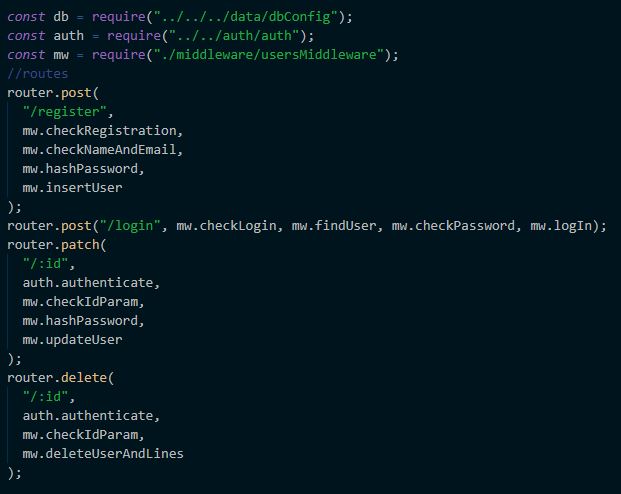 const db = require("../../../data/dbConfig");
const auth = require("../../auth/auth");
const mw = require("./middleware/usersMiddleware");
//routes
router.post(
  "/register",
  mw.checkRegistration,
  mw.checkNameAndEmail,
  mw.hashPassword,
  mw.insertUser
);
router.post("/login", mw.checkLogin, mw.findUser, mw.checkPassword, mw.logIn);
router.patch(
  "/:id",
  auth.authenticate,
  mw.checkIdParam,
  mw.hashPassword,
  mw.updateUser
);
router.delete(
  "/:id",
  auth.authenticate,
  mw.checkIdParam,
  mw.deleteUserAndLines
);